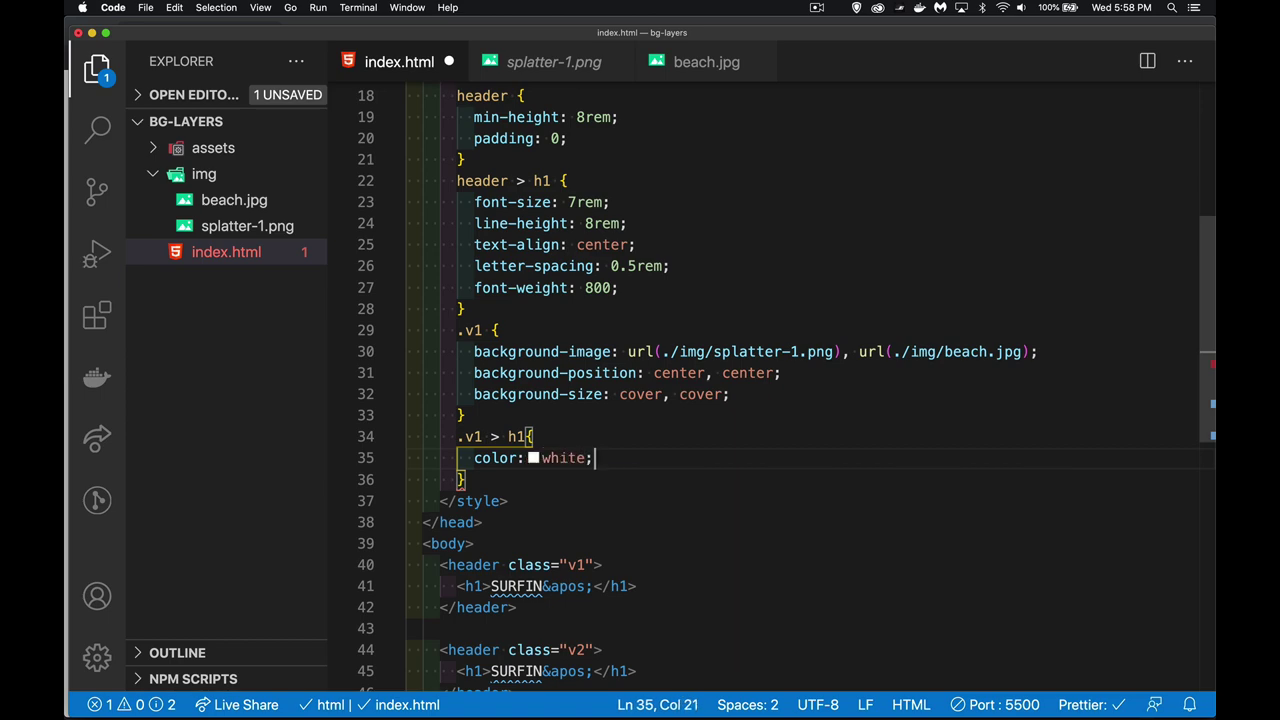 Code File Edit Selection View Go Run Terminal Window Help 100% Wed 5:58 PM
index.html — bg-layers
EXPLORER
index.html
splatter-1.png
beach.jpg
1
OPEN EDITO... 1 UNSAVED
BG-LAYERS
assets
img
beach.jpg
splatter-1.png
index.html 1
18 header {
19 min-height: 8rem;
20 padding: 0;
21 }
22 header > h1 {
23 font-size: 7rem;
24 line-height: 8rem;
25 text-align: center;
26 letter-spacing: 0.5rem;
27 font-weight: 800;
28 }
29 .v1 {
30 background-image: url(./img/splatter-1.png), url(./img/beach.jpg);
31 background-position: center, center;
32 background-size: cover, cover;
33 }
34 .v1 > h1{
35 color: white;
36 }
37 </style>
38 </head>
39 <body>
40 <header class="v1">
41 <h1>SURFIN&apos;</h1>
42 </header>
43
44 <header class="v2">
45 <h1>SURFIN&apos;</h1>
46 </header>
OUTLINE
NPM SCRIPTS
1 0 2 Live Share html index.html Ln 35, Col 21 Spaces: 2 UTF-8 LF HTML Port : 5500 Prettier: